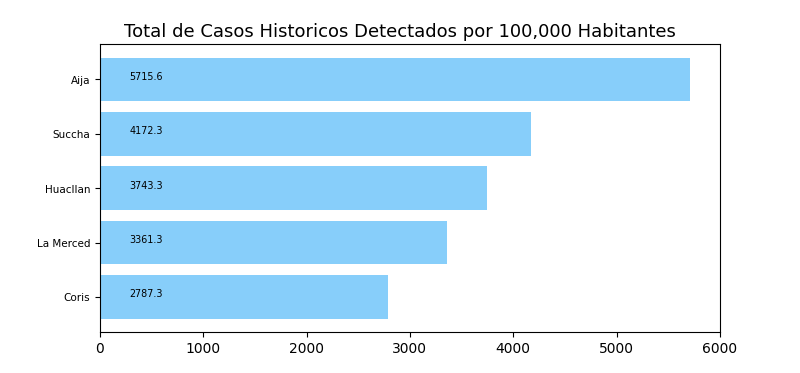 Total de Casos Historicos Detectados por 100,000 Habitantes
Aija 5715.6
Succha 4172.3
Huacllan 3743.3
La Merced 3361.3
Coris 2787.3
0 1000 2000 3000 4000 5000 6000